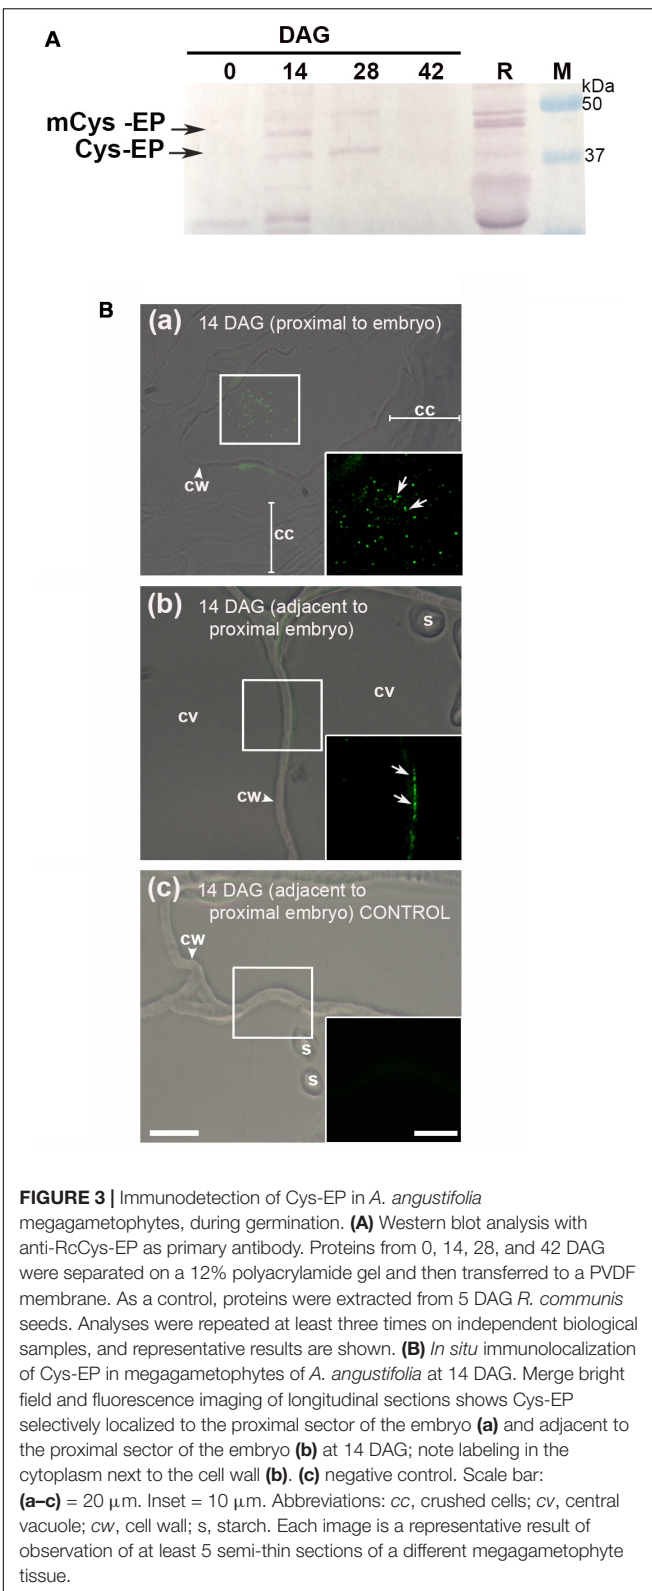 A
DAG
0 14 28 42 R M
kDa
50
mCys -EP
Cys-EP
37
B
(a) 14 DAG (proximal to embryo)
cc
cw
cc
(b) 14 DAG (adjacent to
proximal embryo)
s
cv
cv
cw
(c) 14 DAG (adjacent to
proximal embryo) CONTROL
cw
s
s
FIGURE 3 | Immunodetection of Cys-EP in A. angustifolia
megagametophytes, during germination. (A) Western blot analysis with
anti-RcCys-EP as primary antibody. Proteins from 0, 14, 28, and 42 DAG
were separated on a 12% polyacrylamide gel and then transferred to a PVDF
membrane. As a control, proteins were extracted from 5 DAG R. communis
seeds. Analyses were repeated at least three times on independent biological
samples, and representative results are shown. (B) In situ immunolocalization
of Cys-EP in megagametophytes of A. angustifolia at 14 DAG. Merge bright
field and fluorescence imaging of longitudinal sections shows Cys-EP
selectively localized to the proximal sector of the embryo (a) and adjacent to
the proximal sector of the embryo (b) at 14 DAG; note labeling in the
cytoplasm next to the cell wall (b). (c) negative control. Scale bar:
(a–c) = 20 μm. Inset = 10 μm. Abbreviations: cc, crushed cells; cv, central
vacuole; cw, cell wall; s, starch. Each image is a representative result of
observation of at least 5 semi-thin sections of a different megagametophyte
tissue.